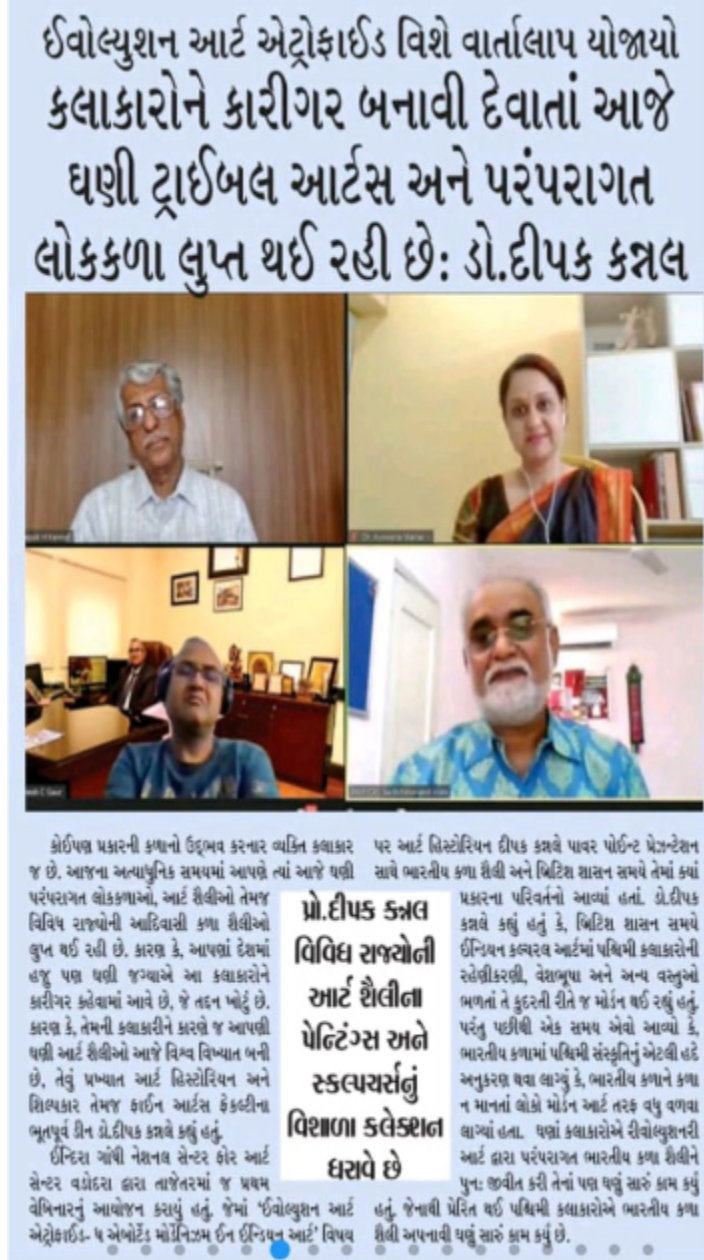 ઈવોલ્યુશન આર્ટ એટ્રોફાઈડ વિશે વાર્તાલાપ યોજાયો
કલાકારોને કારીગર બનાવી દેવાતાં આજે
ઘણી ટ્રાઈબલ આર્ટસ અને પરંપરાગત
લોકકળા લુપ્ત થઈ રહી છે: ડો.દીપક કન્નલ
કોઈપણ પ્રકારની કળાનો ઉદ્ભવ કરનાર વ્યક્તિ કલાકાર
જ છે. આજના અત્યાધુનિક સમયમાં આપણે ત્યાં આજે ઘણી
પરંપરાગત લોકકળાઓ, આર્ટ શૈલીઓ તેમજ
વિવિધ રાજ્યોની આદિવાસી કળા શૈલીઓ
લુપ્ત થઈ રહી છે. કારણ કે, આપણાં દેશમાં
હજુ પણ ઘણી જગ્યાએ આ કલાકારોને
કારીગર કહેવામાં આવે છે, જે તદન ખોટું છે.
કારણ કે, તેમની કલાકારીને કારણે જ આપણી
ઘણી આર્ટ શૈલીઓ આજે વિશ્વ વિખ્યાત બની
છે, તેવું પ્રખ્યાત આર્ટ હિસ્ટોરિયન અને
શિલ્પકાર તેમજ ફાઈન આર્ટસ ફેકલ્ટીના
ભૂતપૂર્વ ડીન ડો.દીપક કન્નલે કહ્યું હતું.
ઈન્દિરા ગાંધી નેશનલ સેન્ટર ફોર આર્ટ
સેન્ટર વડોદરા દ્વારા તાજેતરમાં જ પ્રથમ
વેબિનારનું આયોજન કરાયું હતું. જેમાં 'ઈવોલ્યુશન આર્ટ
એટ્રોફાઈડ- ધ એબોર્ટેડ મોર્ડેનિઝમ ઈન ઈન્ડિયન આર્ટ' વિષય
પ્રો.દીપક કન્નલ
વિવિધ રાજ્યોની
આર્ટ શૈલીના
પેન્ટિંગ્સ અને
સ્કલ્પચર્સનું
વિશાળા કલેક્શન
ધરાવે છે
પર આર્ટ હિસ્ટોરિયન દીપક કન્નલે પાવર પોઈન્ટ પ્રેઝન્ટેશન
સાથે ભારતીય કળા શૈલી અને બ્રિટિશ શાસન સમયે તેમાં ક્યાં
પ્રકારના પરિવર્તનો આવ્યાં હતાં. ડો.દીપક
કન્નલે કહ્યું હતું કે, બ્રિટિશ શાસન સમયે
ઈન્ડિયન કલ્ચરલ આર્ટમાં પશ્ચિમી કલાકારોની
રહેણીકરણી, વેશભૂષા અને અન્ય વસ્તુઓ
ભળતાં તે કુદરતી રીતે જ મોર્ડન થઈ રહ્યું હતું.
પરંતુ પછીથી એક સમય એવો આવ્યો કે,
ભારતીય કળામાં પશ્ચિમી સંસ્કૃતિનું એટલી હદે
અનુકરણ થવા લાગ્યું કે, ભારતીય કળાને કળા
ન માનતાં લોકો મોર્ડન આર્ટ તરફ વધુ વળવા
લાગ્યાં હતા. ઘણાં કલાકારોએ રીવોલ્યુશનરી
આર્ટ દ્વારા પરંપરાગત ભારતીય કળા શૈલીને
પુન: જીવીત કરી તેનાં પણ ઘણું સારું કામ કર્યું
હતું. જેનાથી પ્રેરિત થઈ પશ્ચિમી કલાકારોએ ભારતીય કળા
શૈલી અપનાવી ઘણું સારું કામ કર્યું છે.